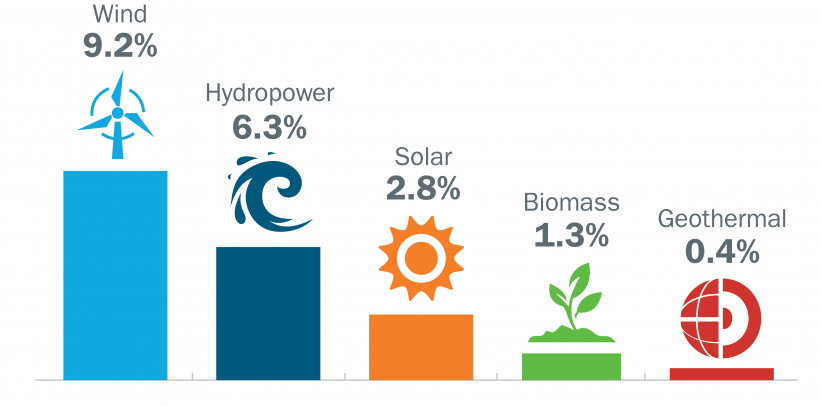 Wind
9.2%
Hydropower
6.3%
Solar
2.8%
Biomass
1.3%
Geothermal
0.4%